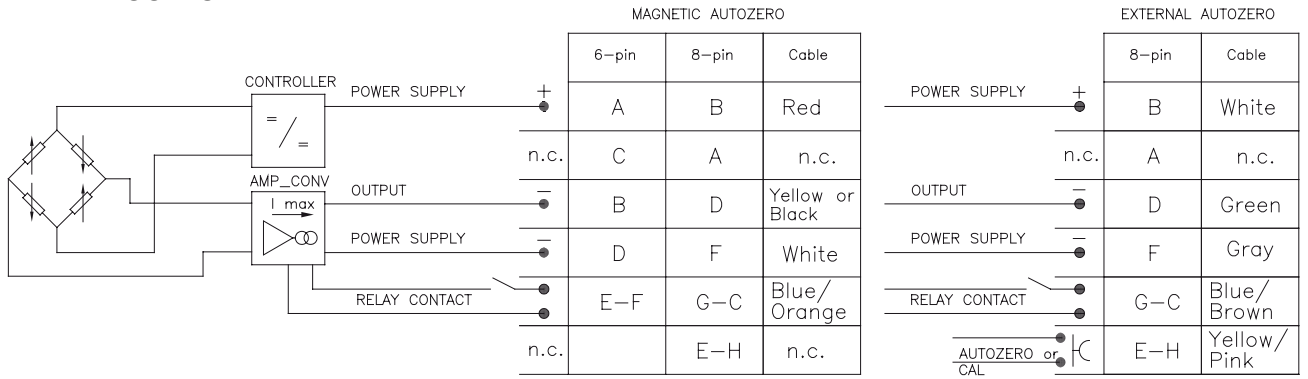 MAGNETIC AUTOZERO
6-pin 8-pin Cable
CONTROLLER
= / =
POWER SUPPLY + A B Red
n.c. C A n.c.
AMP_CONV
I max
OUTPUT - B D Yellow or
Black
POWER SUPPLY - D F White
RELAY CONTACT E-F G-C Blue/
Orange
n.c. E-H n.c.
EXTERNAL AUTOZERO
8-pin Cable
POWER SUPPLY + B White
n.c. A n.c.
OUTPUT - D Green
POWER SUPPLY - F Gray
RELAY CONTACT G-C Blue/
Brown
AUTOZERO or
CAL
E-H Yellow/
Pink